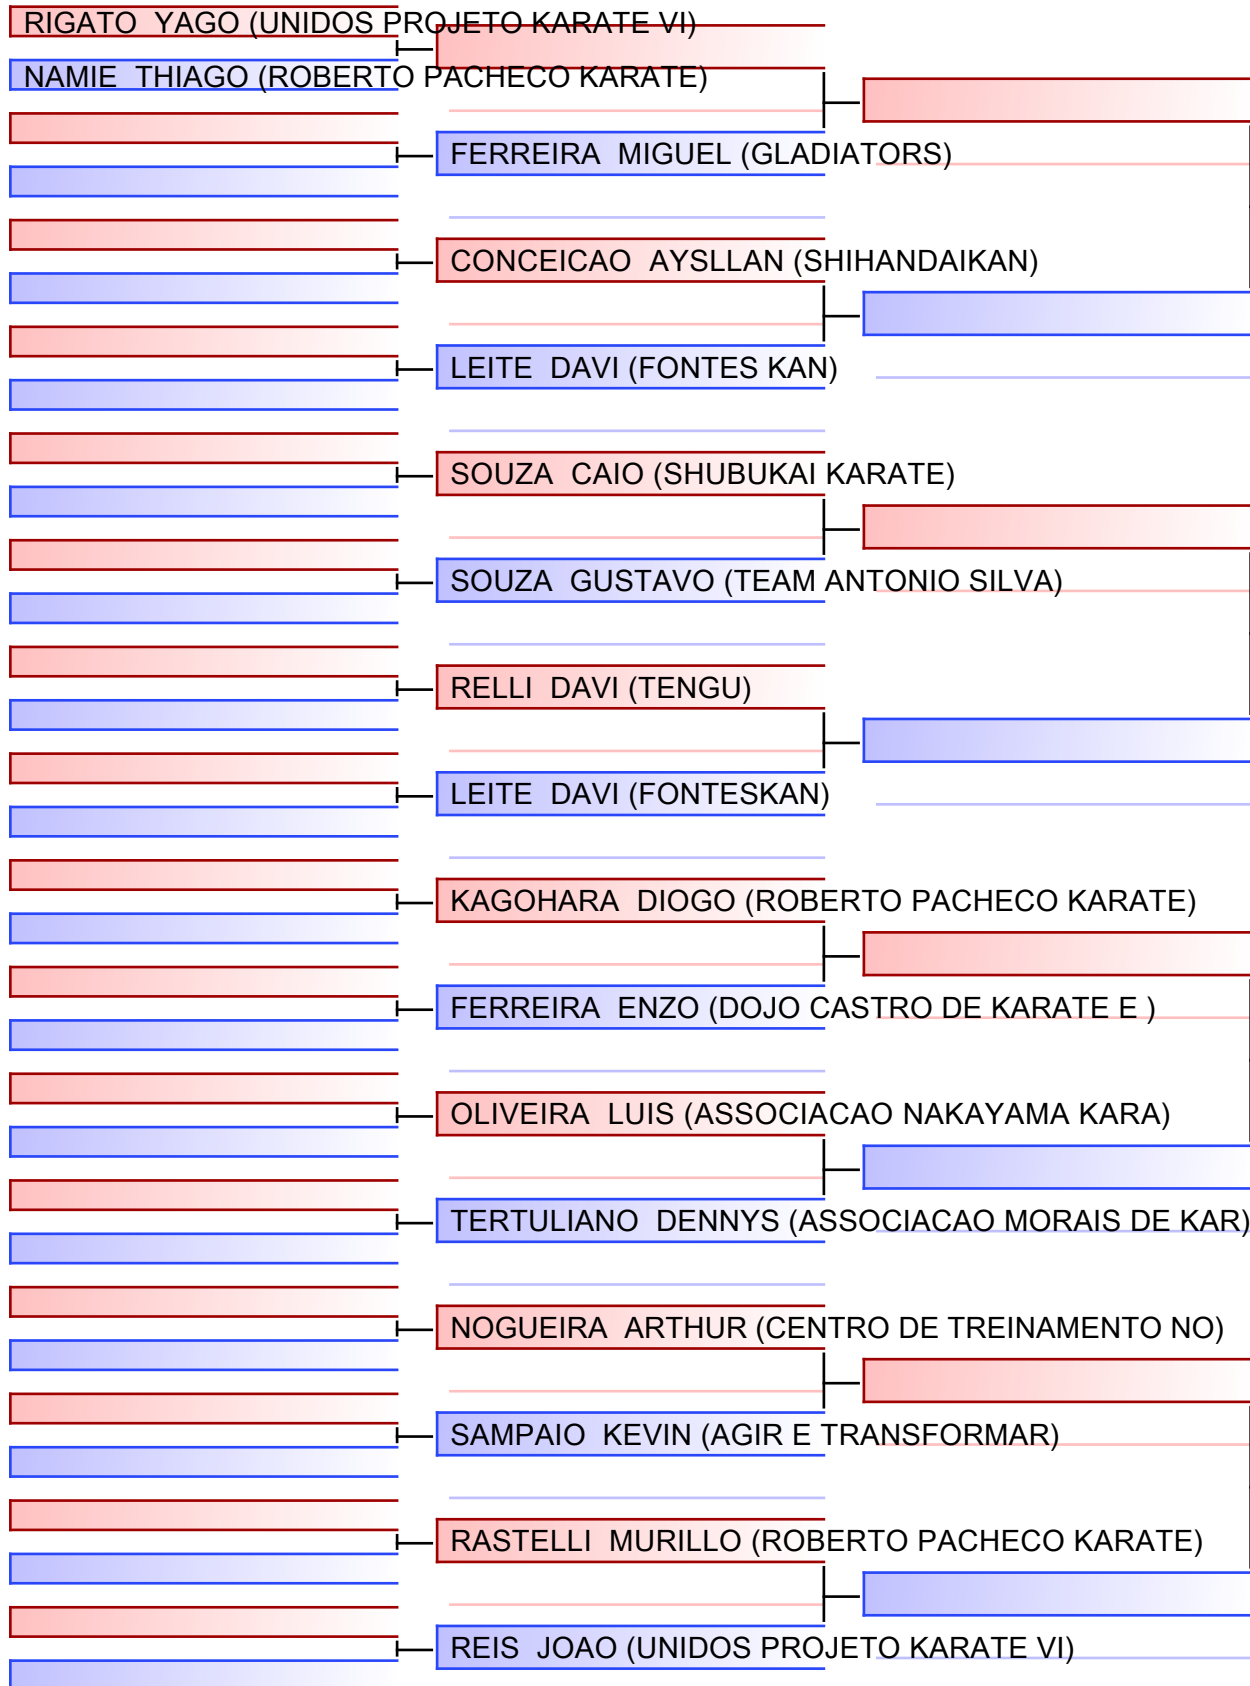 RIGATO  YAGO (UNIDOS PROJETO KARATE VI)
NAMIE  THIAGO (ROBERTO PACHECO KARATE)
FERREIRA  MIGUEL (GLADIATORS)
CONCEICAO  AYSLLAN (SHIHANDAIKAN)
LEITE  DAVI (FONTES KAN)
SOUZA  CAIO (SHUBUKAI KARATE)
SOUZA  GUSTAVO (TEAM ANTONIO SILVA)
RELLI  DAVI (TENGU)
LEITE  DAVI (FONTESKAN)
KAGOHARA  DIOGO (ROBERTO PACHECO KARATE)
FERREIRA  ENZO (DOJO CASTRO DE KARATE E )
OLIVEIRA  LUIS (ASSOCIACAO NAKAYAMA KARA)
TERTULIANO  DENNYS (ASSOCIACAO MORAIS DE KAR)
NOGUEIRA  ARTHUR (CENTRO DE TREINAMENTO NO)
SAMPAIO  KEVIN (AGIR E TRANSFORMAR)
RASTELLI  MURILLO (ROBERTO PACHECO KARATE)
REIS  JOAO (UNIDOS PROJETO KARATE VI)